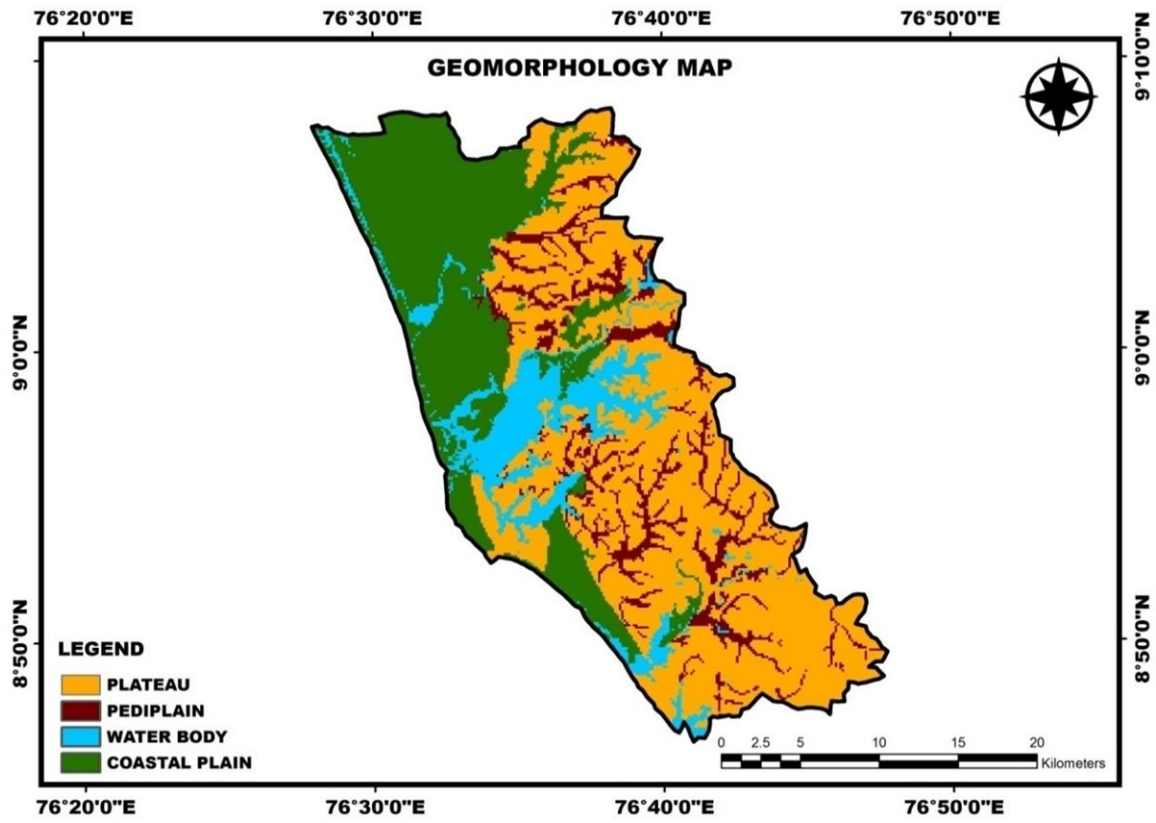 76°20'0"E 76°30'0"E 76°40'0"E 76°50'0"E
GEOMORPHOLOGY MAP
9°10'0"N
9°0'0"N
9°0'0"N
8°50'0"N
8°50'0"N
LEGEND
PLATEAU
PEDIPLAIN
WATER BODY
COASTAL PLAIN
0 2.5 5 10 15 20
Kilometers
76°20'0"E 76°30'0"E 76°40'0"E 76°50'0"E